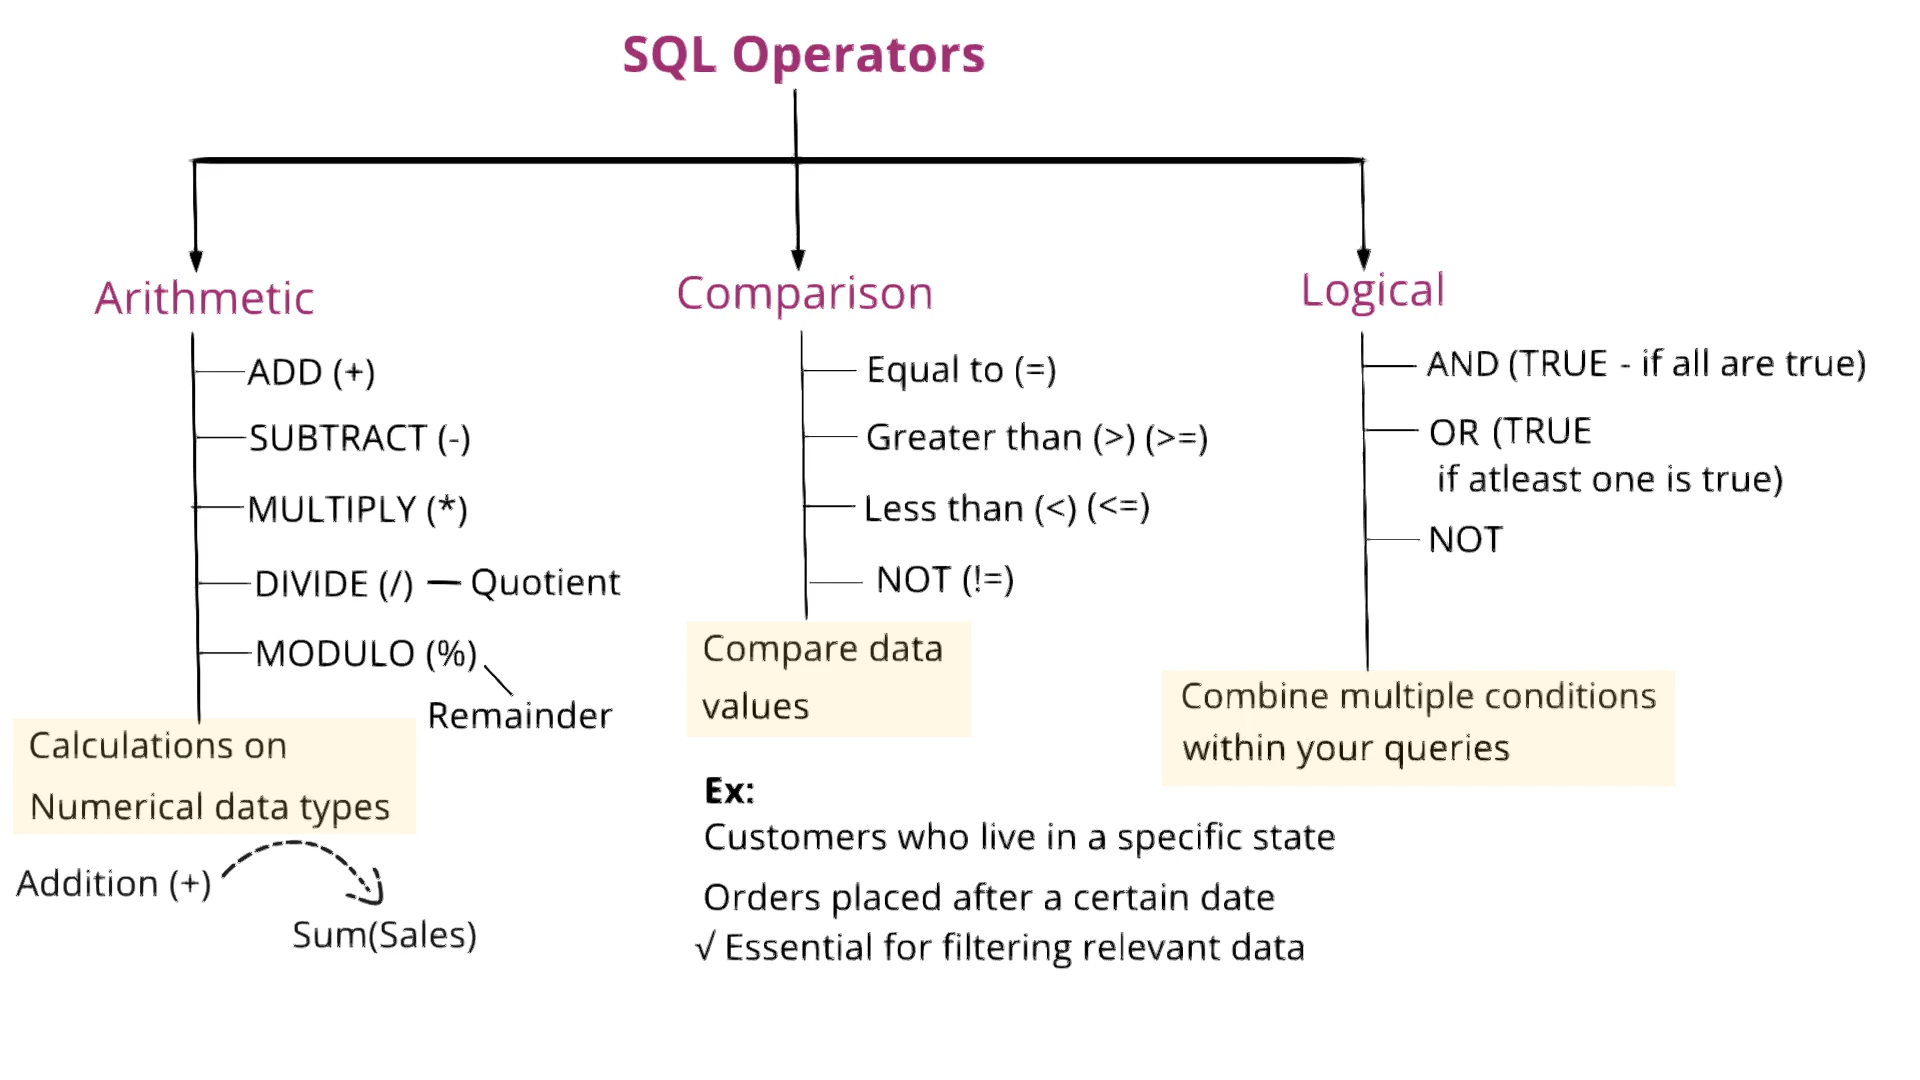 SQL Operators
Arithmetic
ADD (+)
SUBTRACT (-)
MULTIPLY (*)
DIVIDE (/) — Quotient
MODULO (%)
Remainder
Calculations on
Numerical data types
Addition (+)
Sum(Sales)
Comparison
Equal to (=)
Greater than (>) (>=)
Less than (<) (<=)
NOT (!=)
Compare data
values
Ex:
Customers who live in a specific state
Orders placed after a certain date
√ Essential for filtering relevant data
Logical
AND (TRUE - if all are true)
OR (TRUE
if atleast one is true)
NOT
Combine multiple conditions
within your queries